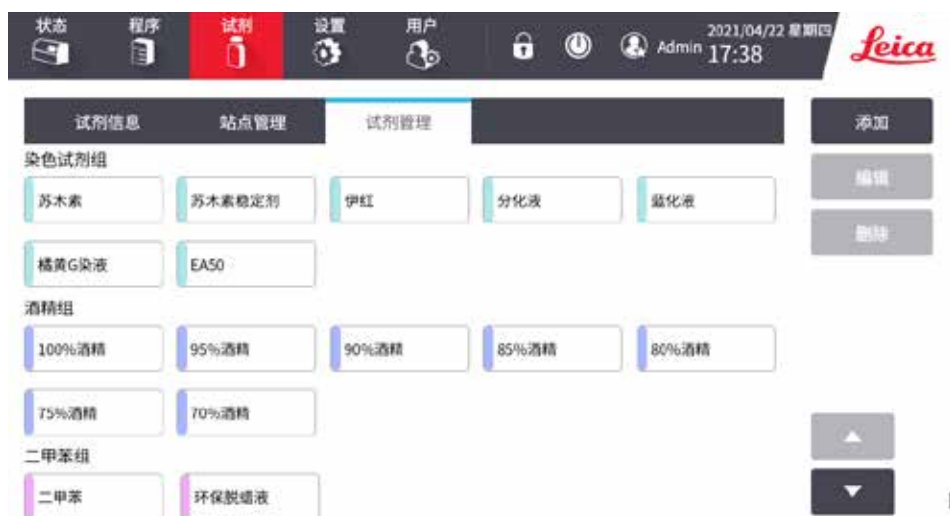 状态 程序 试剂 设置 用户 Admin 2021/04/22 星期四 17:38 Leica
试剂信息 站点管理 试剂管理 添加
染色试剂组
编辑
苏木素 苏木素稳定剂 伊红 分化液 蓝化液
删除
橘黄G染液 EA50
酒精组
100%酒精 95%酒精 90%酒精 85%酒精 80%酒精
75%酒精 70%酒精
二甲苯组
二甲苯 环保脱蜡液